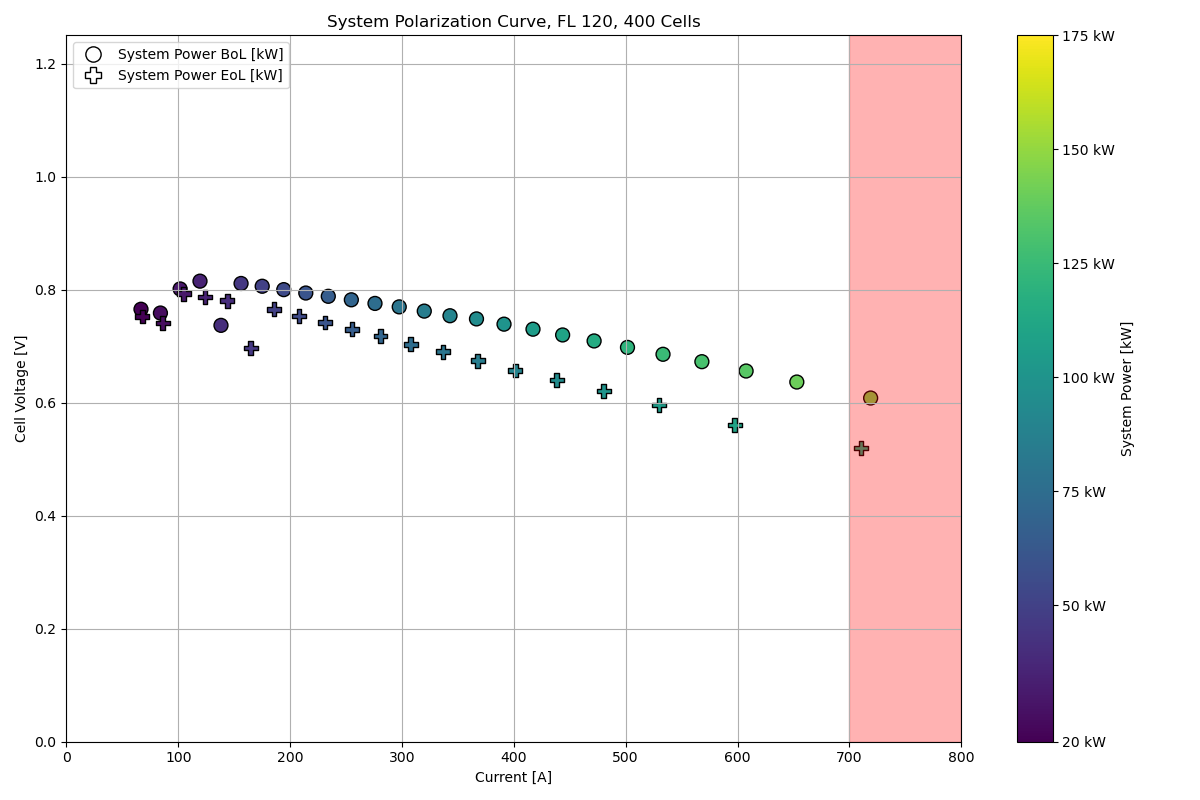 System Polarization Curve, FL 120, 400 Cells
System Power BoL [kW]
System Power EoL [kW]
Cell Voltage [V]
1.2
1.0
0.8
0.6
0.4
0.2
0.0
0 100 200 300 400 500 600 700 800
Current [A]
175 kW
150 kW
125 kW
100 kW
75 kW
50 kW
20 kW
System Power [kW]